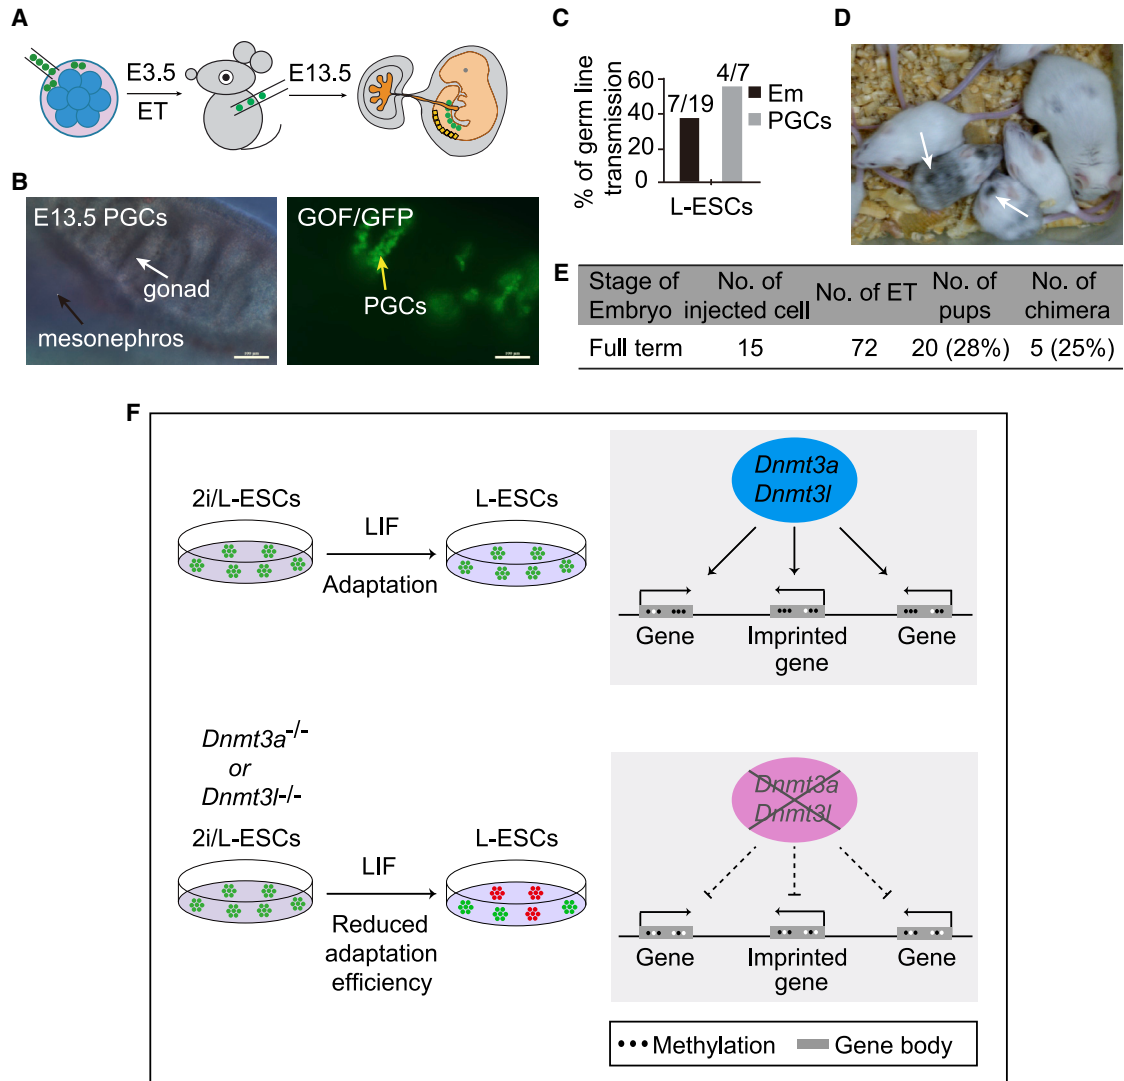 A
E3.5
ET
E13.5
B
E13.5 PGCs
gonad
mesonephros
100 μm
GOF/GFP
PGCs
100 μm
C
% of germ line
transmission
60
40
20
0
7/19
4/7
Em
PGCs
L-ESCs
D
E
Stage of Embryo No. of injected cell No. of ET No. of pups No. of chimera
Full term 15 72 20 (28%) 5 (25%)
F
2i/L-ESCs
LIF
Adaptation
L-ESCs
Dnmt3a
Dnmt3l
Gene
Imprinted
gene
Gene
Dnmt3a-/-
or
Dnmt3l-/-
2i/L-ESCs
LIF
Reduced
adaptation
efficiency
L-ESCs
Dnmt3a
Dnmt3l
Gene
Imprinted
gene
Gene
Methylation
Gene body